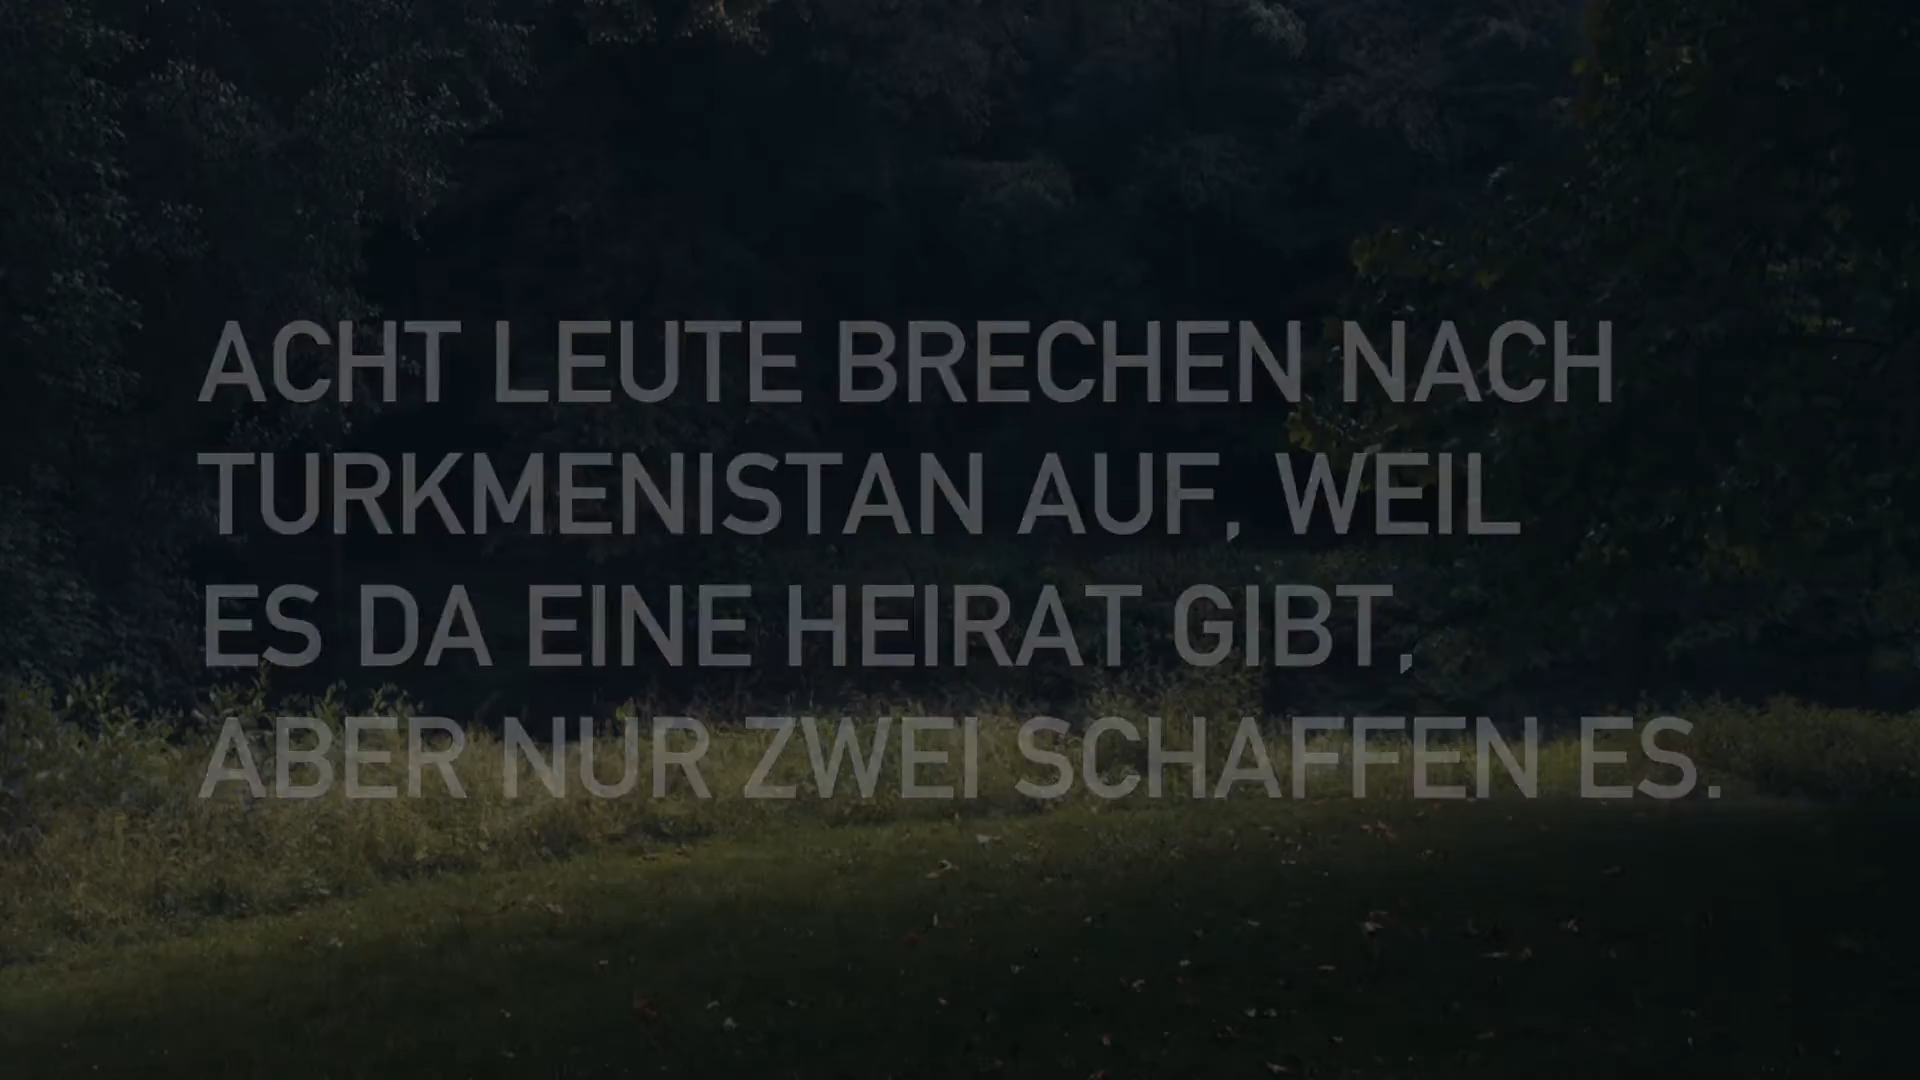 ACHT LEUTE BRECHEN NACH
TURKMENISTAN AUF, WEIL
ES DA EINE HEIRAT GIBT,
ABER NUR ZWEI SCHAFFEN ES.